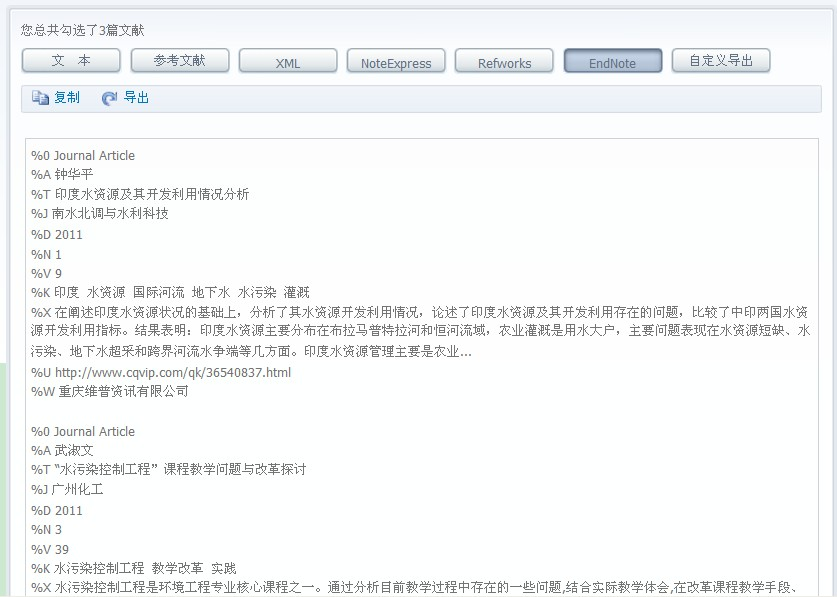 您总共勾选了3篇文献
文 本
参考文献
XML
NoteExpress
Refworks
EndNote
自定义导出
复制 导出
%0 Journal Article
%A 钟华平
%T 印度水资源及其开发利用情况分析
%J 南水北调与水利科技
%D 2011
%N 1
%V 9
%K 印度 水资源 国际河流 地下水 水污染 灌溉
%X 在阐述印度水资源状况的基础上，分析了其水资源开发利用情况，论述了印度水资源及其开发利用存在的问题，比较了中印两国水资
源开发利用指标。结果表明：印度水资源主要分布在布拉马普特拉河和恒河流域，农业灌溉是用水大户，主要问题表现在水资源短缺、水
污染、地下水超采和跨界河流水争端等几方面。印度水资源管理主要是农业...
%U http://www.cqvip.com/qk/36540837.html
%W 重庆维普资讯有限公司
%0 Journal Article
%A 武淑文
%T “水污染控制工程”课程教学问题与改革探讨
%J 广州化工
%D 2011
%N 3
%V 39
%K 水污染控制工程 教学改革 实践
%X 水污染控制工程是环境工程专业核心课程之一。通过分析目前教学过程中存在的一些问题,结合实际教学体会,在改革课程教学手段、